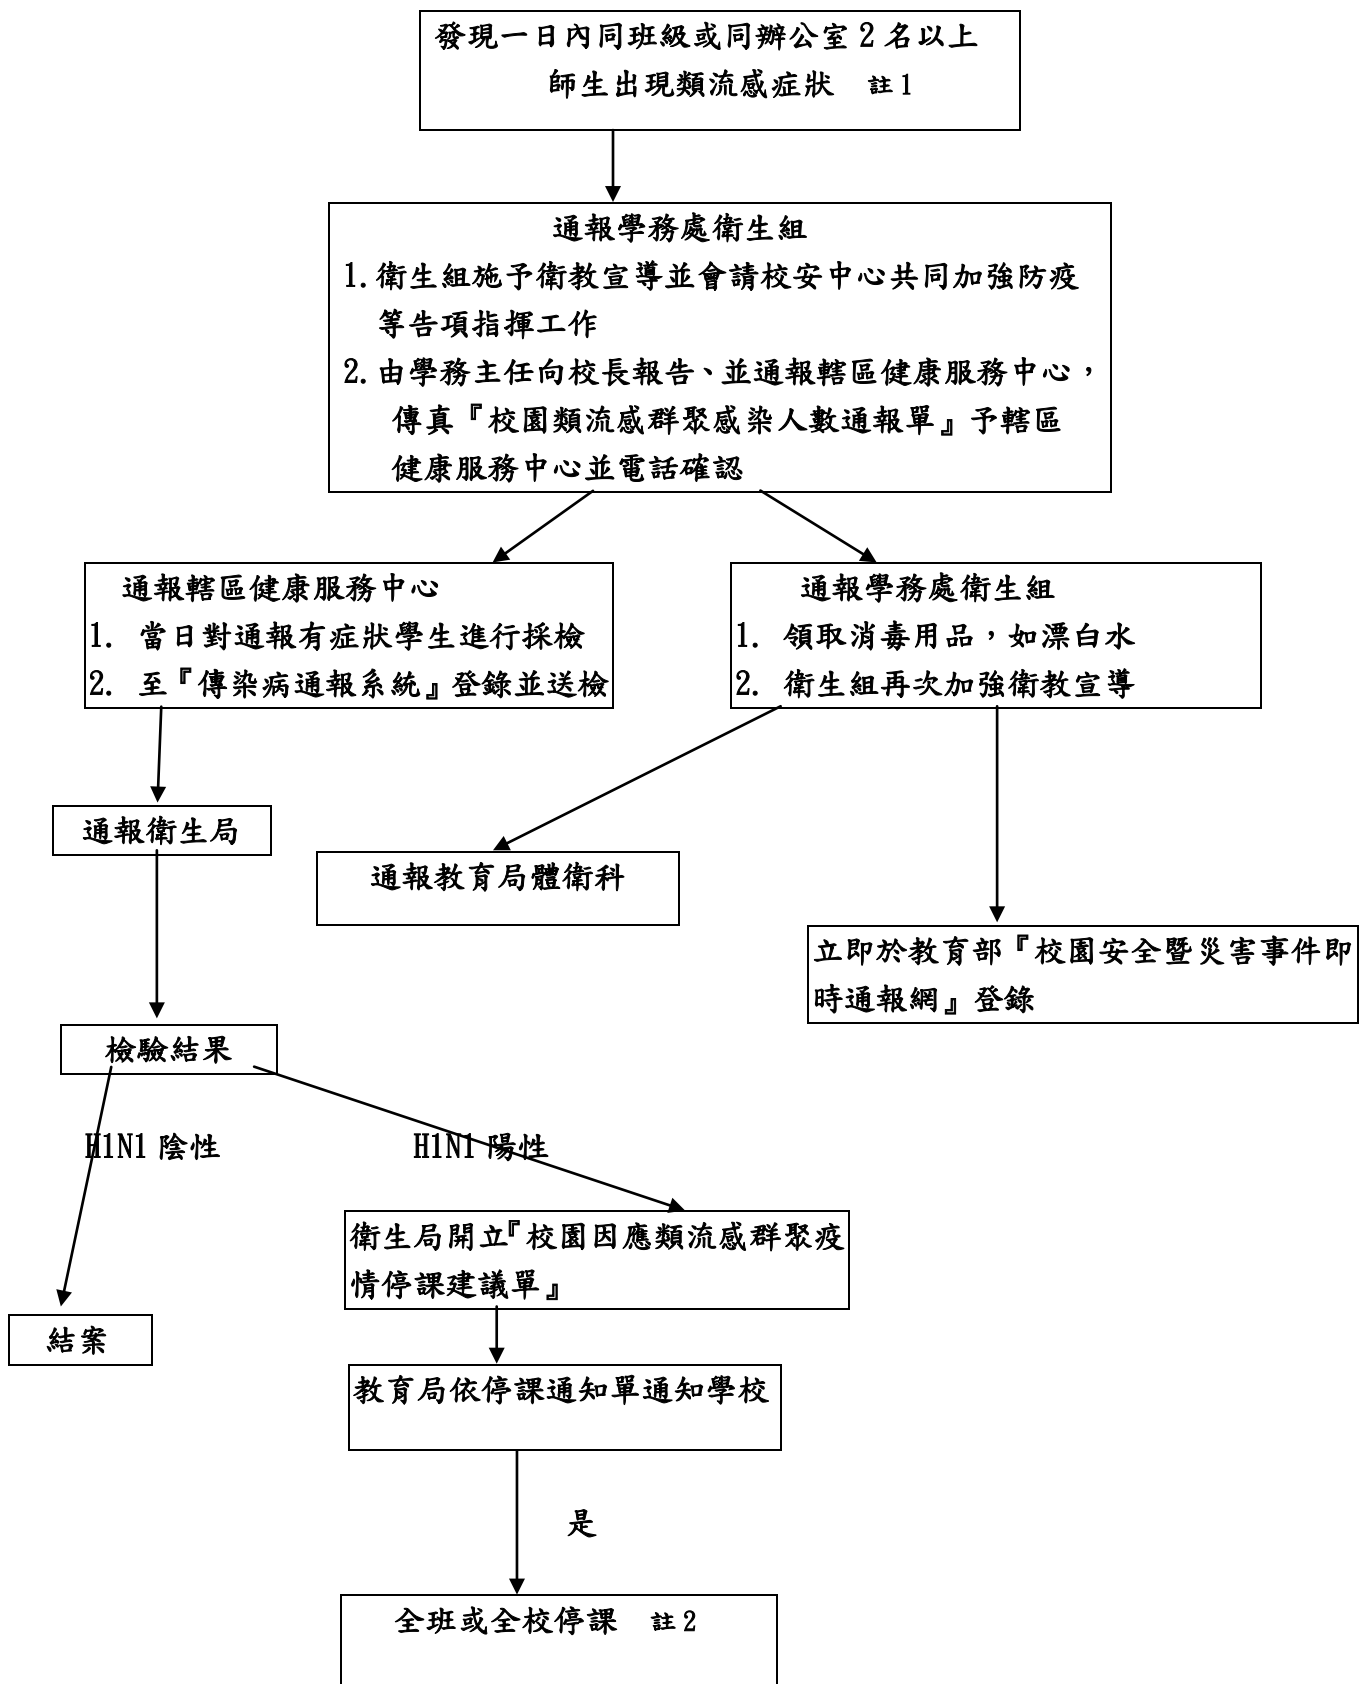 發現一日內同班級或同辦公室 2 名以上
師生出現類流感症狀 註 1
通報學務處衛生組
1.衛生組施予衛教宣導並會請校安中心共同加強防疫
等告項指揮工作
2.由學務主任向校長報告、並通報轄區健康服務中心，
傳真『校園類流感群聚感染人數通報單』予轄區
健康服務中心並電話確認
通報轄區健康服務中心
1. 當日對通報有症狀學生進行採檢
2. 至『傳染病通報系統』登錄並送檢
通報學務處衛生組
1. 領取消毒用品，如漂白水
2. 衛生組再次加強衛教宣導
通報衛生局
通報教育局體衛科
立即於教育部『校園安全暨災害事件即
時通報網』登錄
檢驗結果
H1N1 陰性
H1N1 陽性
衛生局開立『校園因應類流感群聚疫
情停課建議單』
結案
教育局依停課通知單通知學校
是
全班或全校停課 註 2